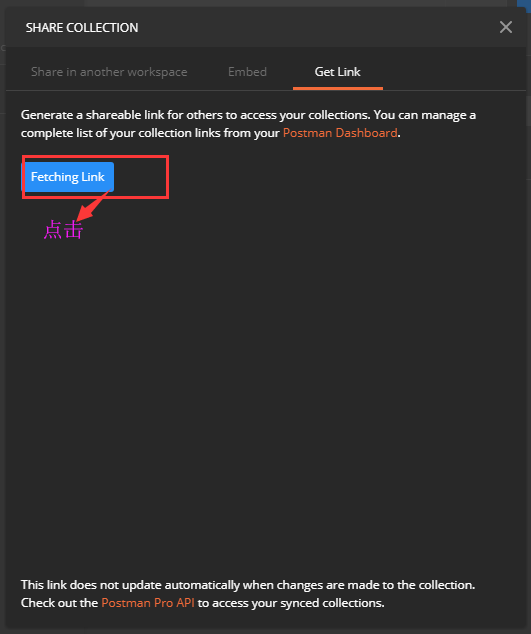 SHARE COLLECTION
Share in another workspace Embed Get Link
Generate a shareable link for others to access your collections. You can manage a
complete list of your collection links from your Postman Dashboard.
Fetching Link
点击
This link does not update automatically when changes are made to the collection.
Check out the Postman Pro API to access your synced collections.